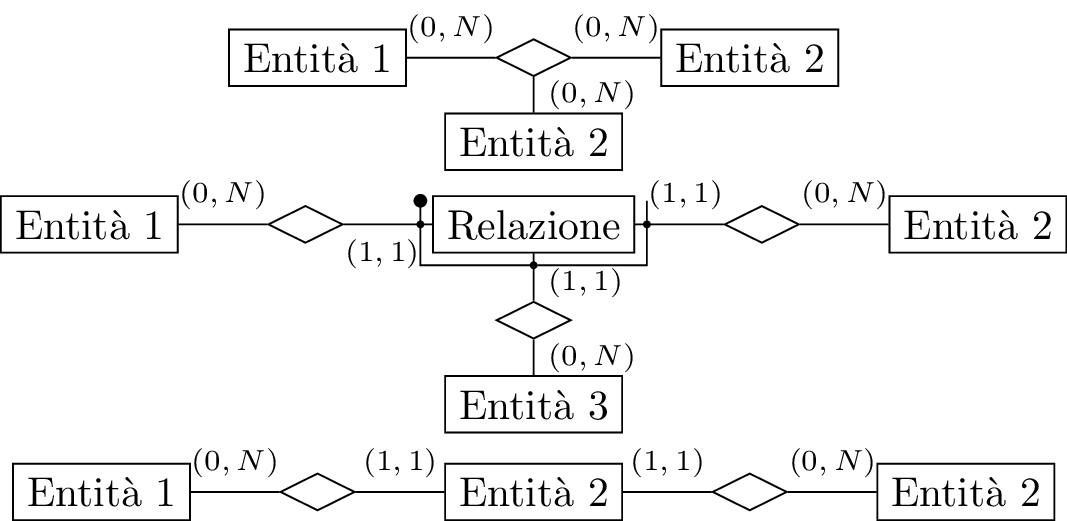 (0, N) (0, N)
Entità 1 Entità 2
(0, N)
Entità 2
(0, N) (1, 1) (0, N)
Entità 1 Relazione Entità 2
(1, 1)
(1, 1)
(0, N)
Entità 3
(0, N) (1, 1) (1, 1) (0, N)
Entità 1 Entità 2 Entità 2